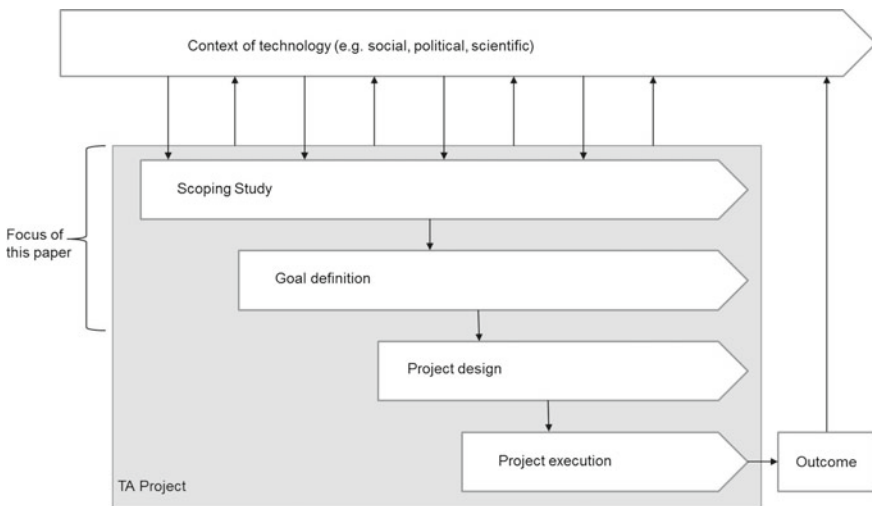 Context of technology (e.g. social, political, scientific)
Scoping Study
Focus of
this paper
Goal definition
Project design
Project execution
Outcome
TA Project